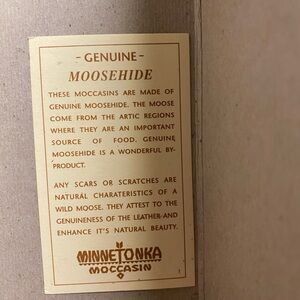 - GENUINE -
MOOSEHIDE
THESE MOCCASINS ARE MADE OF
GENUINE MOOSEHIDE. THE MOOSE
COME FROM THE ARTIC REGIONS
WHERE THEY ARE AN IMPORTANT
SOURCE OF FOOD. GENUINE
MOOSEHIDE IS A WONDERFUL BY-
PRODUCT.
ANY SCARS OR SCRATCHES ARE
NATURAL CHARATERISTICS OF A
WILD MOOSE. THEY ATTEST TO THE
GENUINENESS OF THE LEATHER-AND
ENHANCE IT'S NATURAL BEAUTY.
MINNETONKA
MOCCASIN